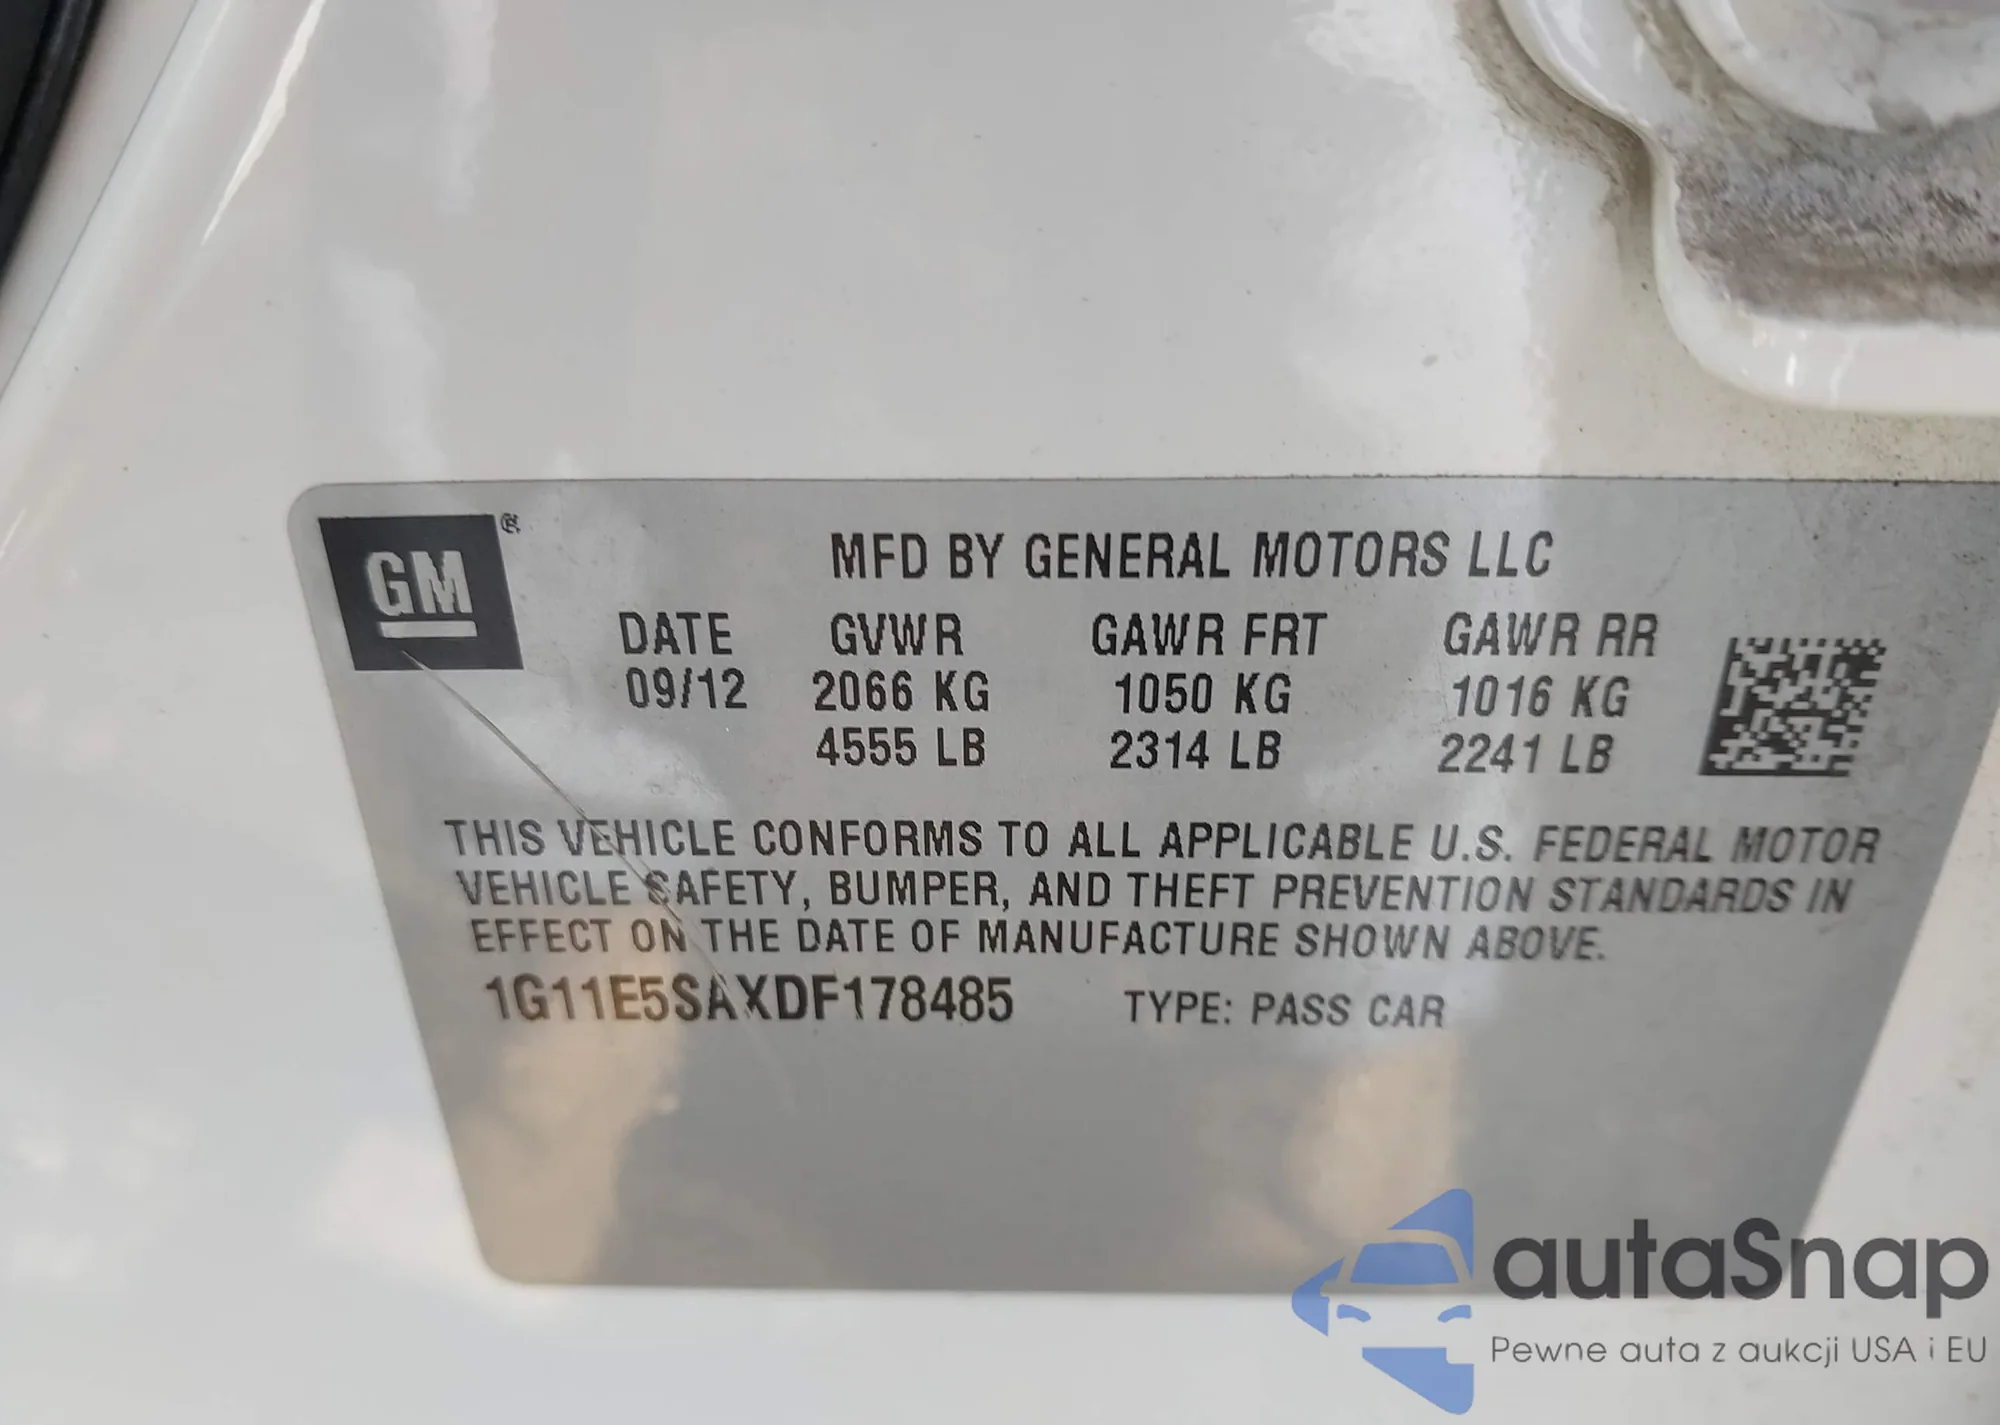 GM ®
MFD BY GENERAL MOTORS LLC
DATE GVWR GAWR FRT GAWR RR
09/12 2066 KG 1050 KG 1016 KG
4555 LB 2314 LB 2241 LB
THIS VEHICLE CONFORMS TO ALL APPLICABLE U.S. FEDERAL MOTOR
VEHICLE SAFETY, BUMPER, AND THEFT PREVENTION STANDARDS IN
EFFECT ON THE DATE OF MANUFACTURE SHOWN ABOVE.
1G11E5SAXDF178485 TYPE: PASS CAR
autaSnap
Pewne auta z aukcji USA i EU